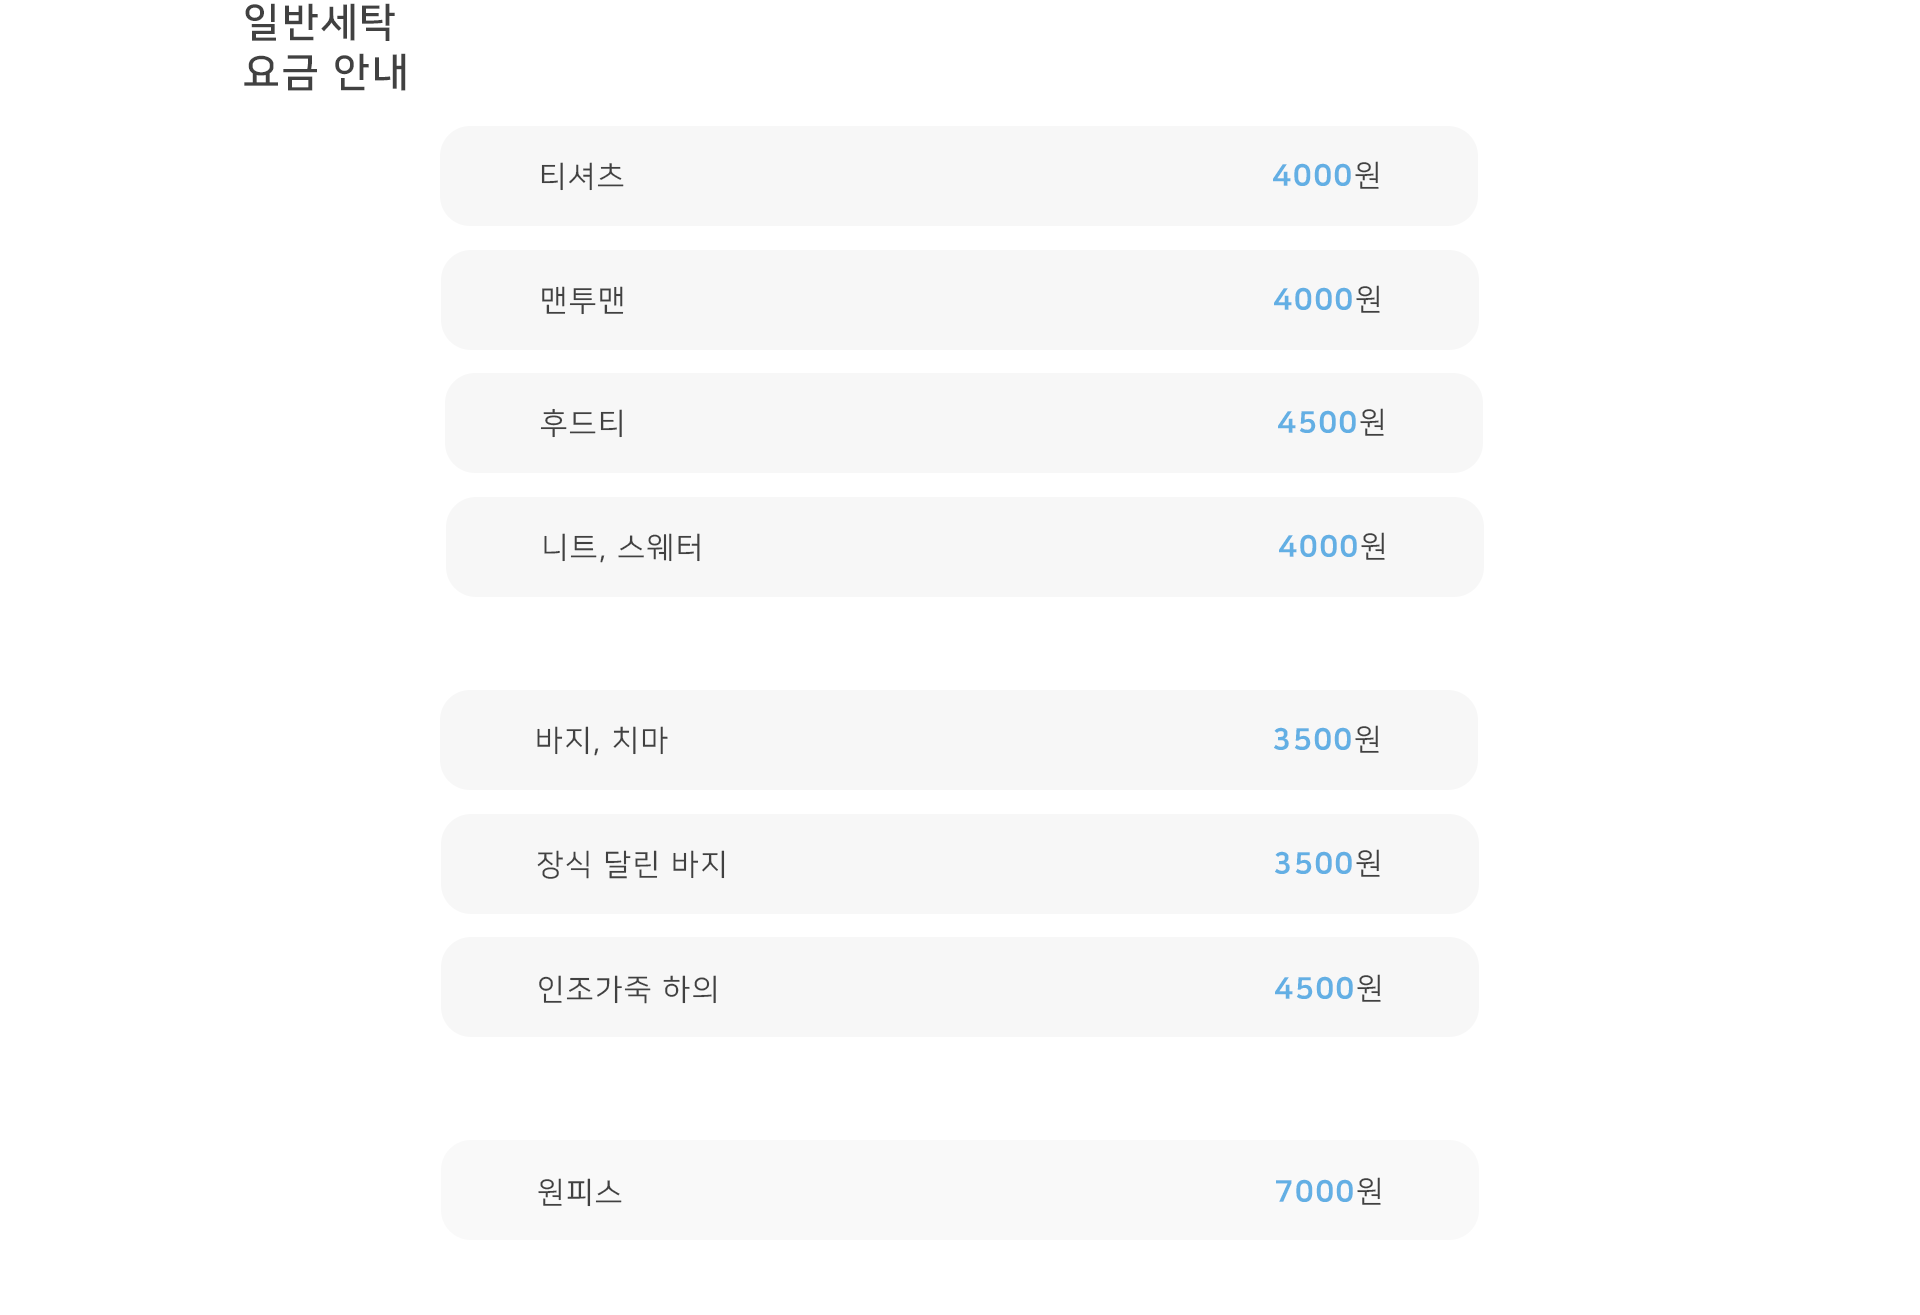 일반세탁
요금 안내
티셔츠 4000원
맨투맨 4000원
후드티 4500원
니트, 스웨터 4000원
바지, 치마 3500원
장식 달린 바지 3500원
인조가죽 하의 4500원
원피스 7000원